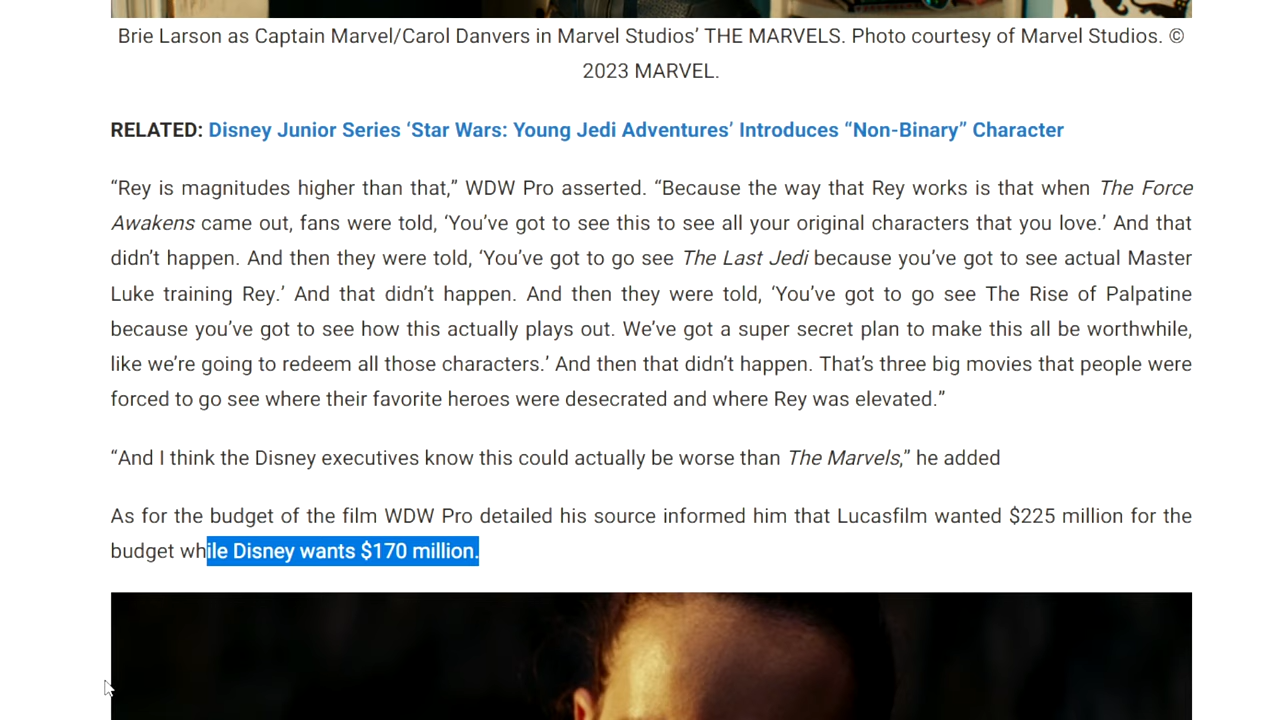 Brie Larson as Captain Marvel/Carol Danvers in Marvel Studios’ THE MARVELS. Photo courtesy of Marvel Studios. ©
2023 MARVEL.
RELATED: Disney Junior Series ‘Star Wars: Young Jedi Adventures’ Introduces “Non-Binary” Character
“Rey is magnitudes higher than that,” WDW Pro asserted. “Because the way that Rey works is that when The Force
Awakens came out, fans were told, ‘You’ve got to see this to see all your original characters that you love.’ And that
didn’t happen. And then they were told, ‘You’ve got to go see The Last Jedi because you’ve got to see actual Master
Luke training Rey.’ And that didn’t happen. And then they were told, ‘You’ve got to go see The Rise of Palpatine
because you’ve got to see how this actually plays out. We’ve got a super secret plan to make this all be worthwhile,
like we’re going to redeem all those characters.’ And then that didn’t happen. That’s three big movies that people were
forced to go see where their favorite heroes were desecrated and where Rey was elevated.”
“And I think the Disney executives know this could actually be worse than The Marvels,” he added
As for the budget of the film WDW Pro detailed his source informed him that Lucasfilm wanted $225 million for the
budget while Disney wants $170 million.